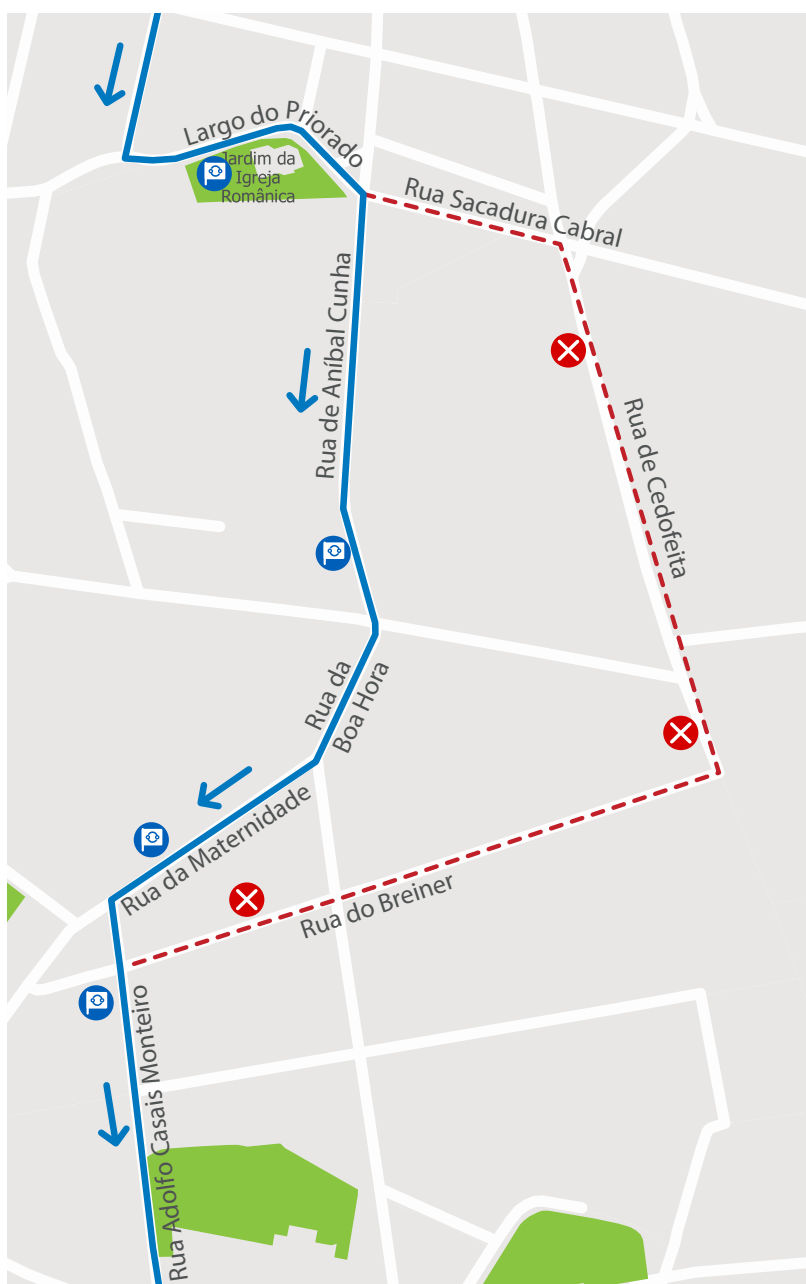 Largo do Priorado
Jardim da
Igreja
Românica
Rua Sacadura Cabral
Rua de Aníbal Cunha
Rua de Cedofeita
Rua da
Boa Hora
Rua da Maternidade
Rua do Breiner
Rua Adolfo Casais Monteiro